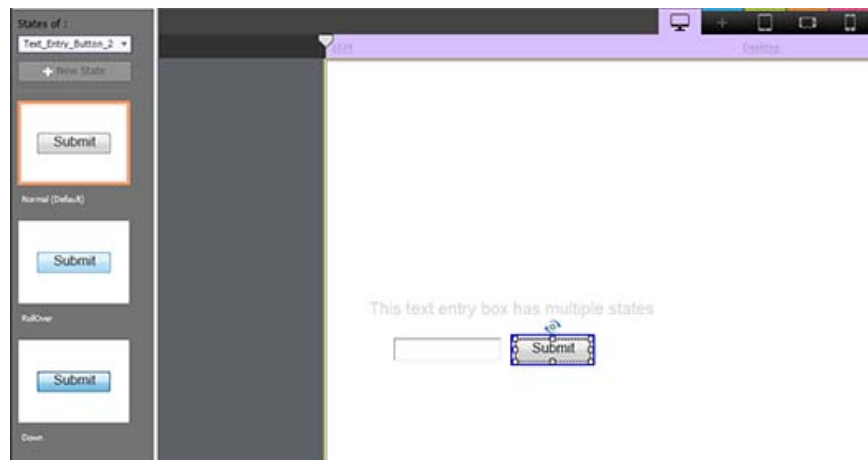 States of :
Text_Entry_Button_2
+ New State
Submit
Normal (Default)
Submit
RollOver
Submit
Down
1024
Desktop
This text entry box has multiple states
Submit